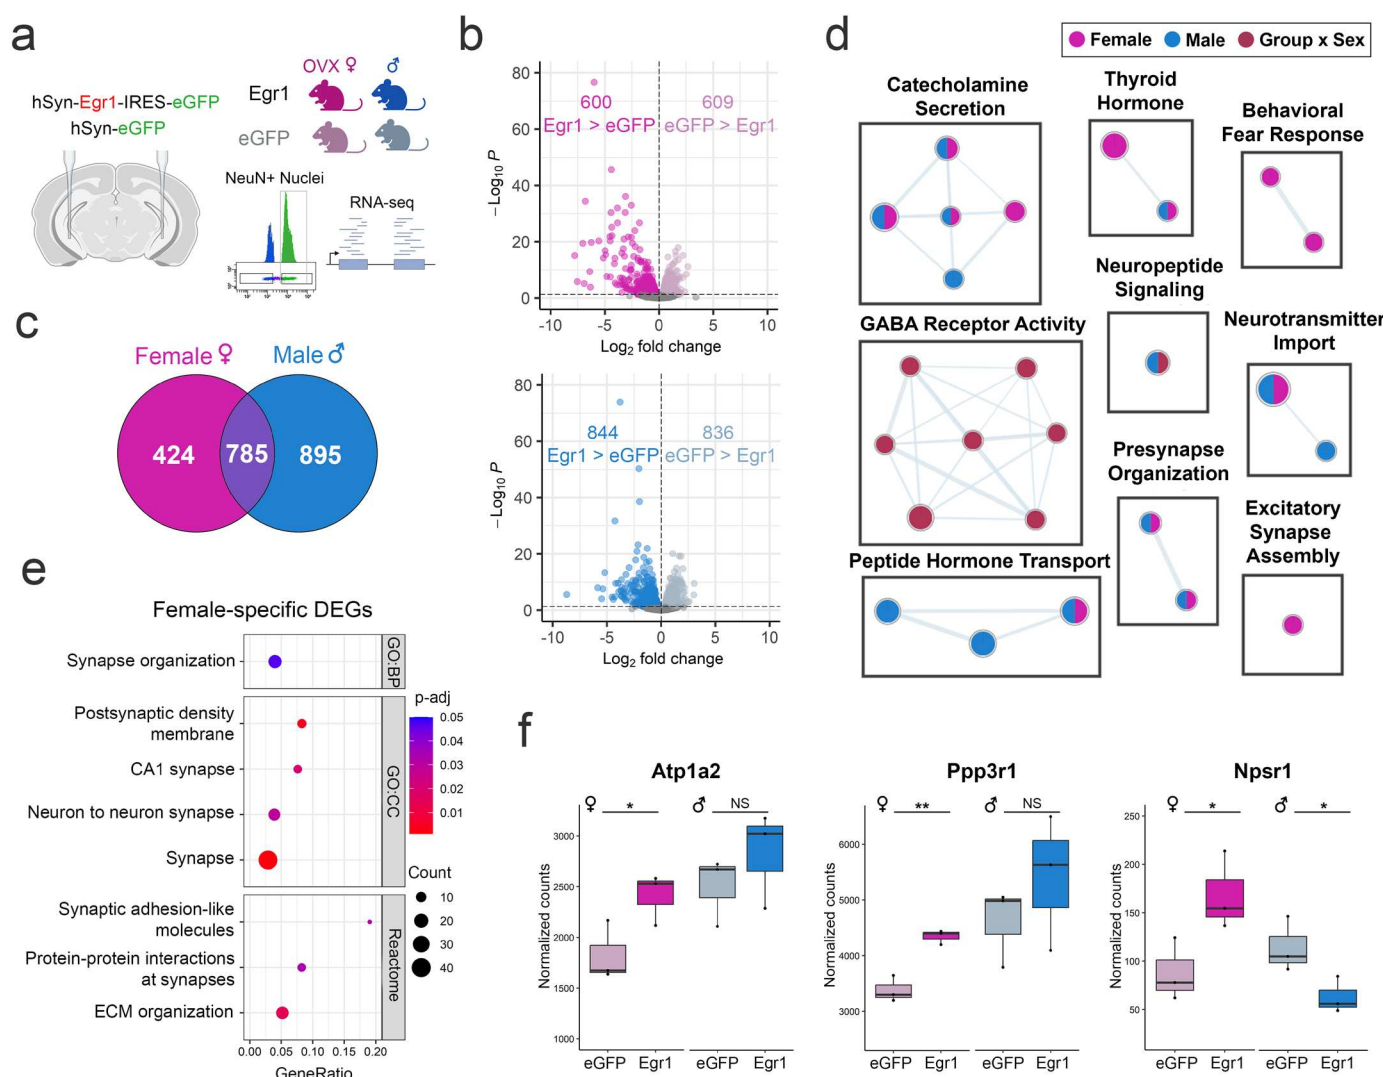 a
hSyn-Egr1-IRES-eGFP
hSyn-eGFP
OVX ♀ ♂
Egr1
eGFP
NeuN+ Nuclei
RNA-seq
b
80
60
40
20
0
-10 -5 0 5 10
−Log10 P
Log2 fold change
600
Egr1 > eGFP
609
eGFP > Egr1
80
60
40
20
0
-10 -5 0 5 10
−Log10 P
Log2 fold change
844
Egr1 > eGFP
836
eGFP > Egr1
c
Female ♀ Male ♂
424 785 895
d
Female Male Group x Sex
Catecholamine
Secretion
Thyroid
Hormone
Behavioral
Fear Response
GABA Receptor Activity
Neuropeptide
Signaling
Neurotransmitter
Import
Presynapse
Organization
Excitatory
Synapse
Assembly
Peptide Hormone Transport
e
Female-specific DEGs
Synapse organization
GO:BP
Postsynaptic density
membrane
CA1 synapse
Neuron to neuron synapse
Synapse
GO:CC
Synaptic adhesion-like
molecules
Protein-protein interactions
at synapses
ECM organization
Reactome
0.00 0.05 0.10 0.15 0.20
GeneRatio
p-adj
0.05
0.04
0.03
0.02
0.01
Count
10
20
30
40
f
Atp1a2
♀ * ♂ NS
Normalized counts
3000
2500
2000
1500
1000
eGFP Egr1 eGFP Egr1
Ppp3r1
♀ ** ♂ NS
Normalized counts
6000
5000
4000
3000
eGFP Egr1 eGFP Egr1
Npsr1
♀ * ♂ *
Normalized counts
250
200
150
100
50
eGFP Egr1 eGFP Egr1